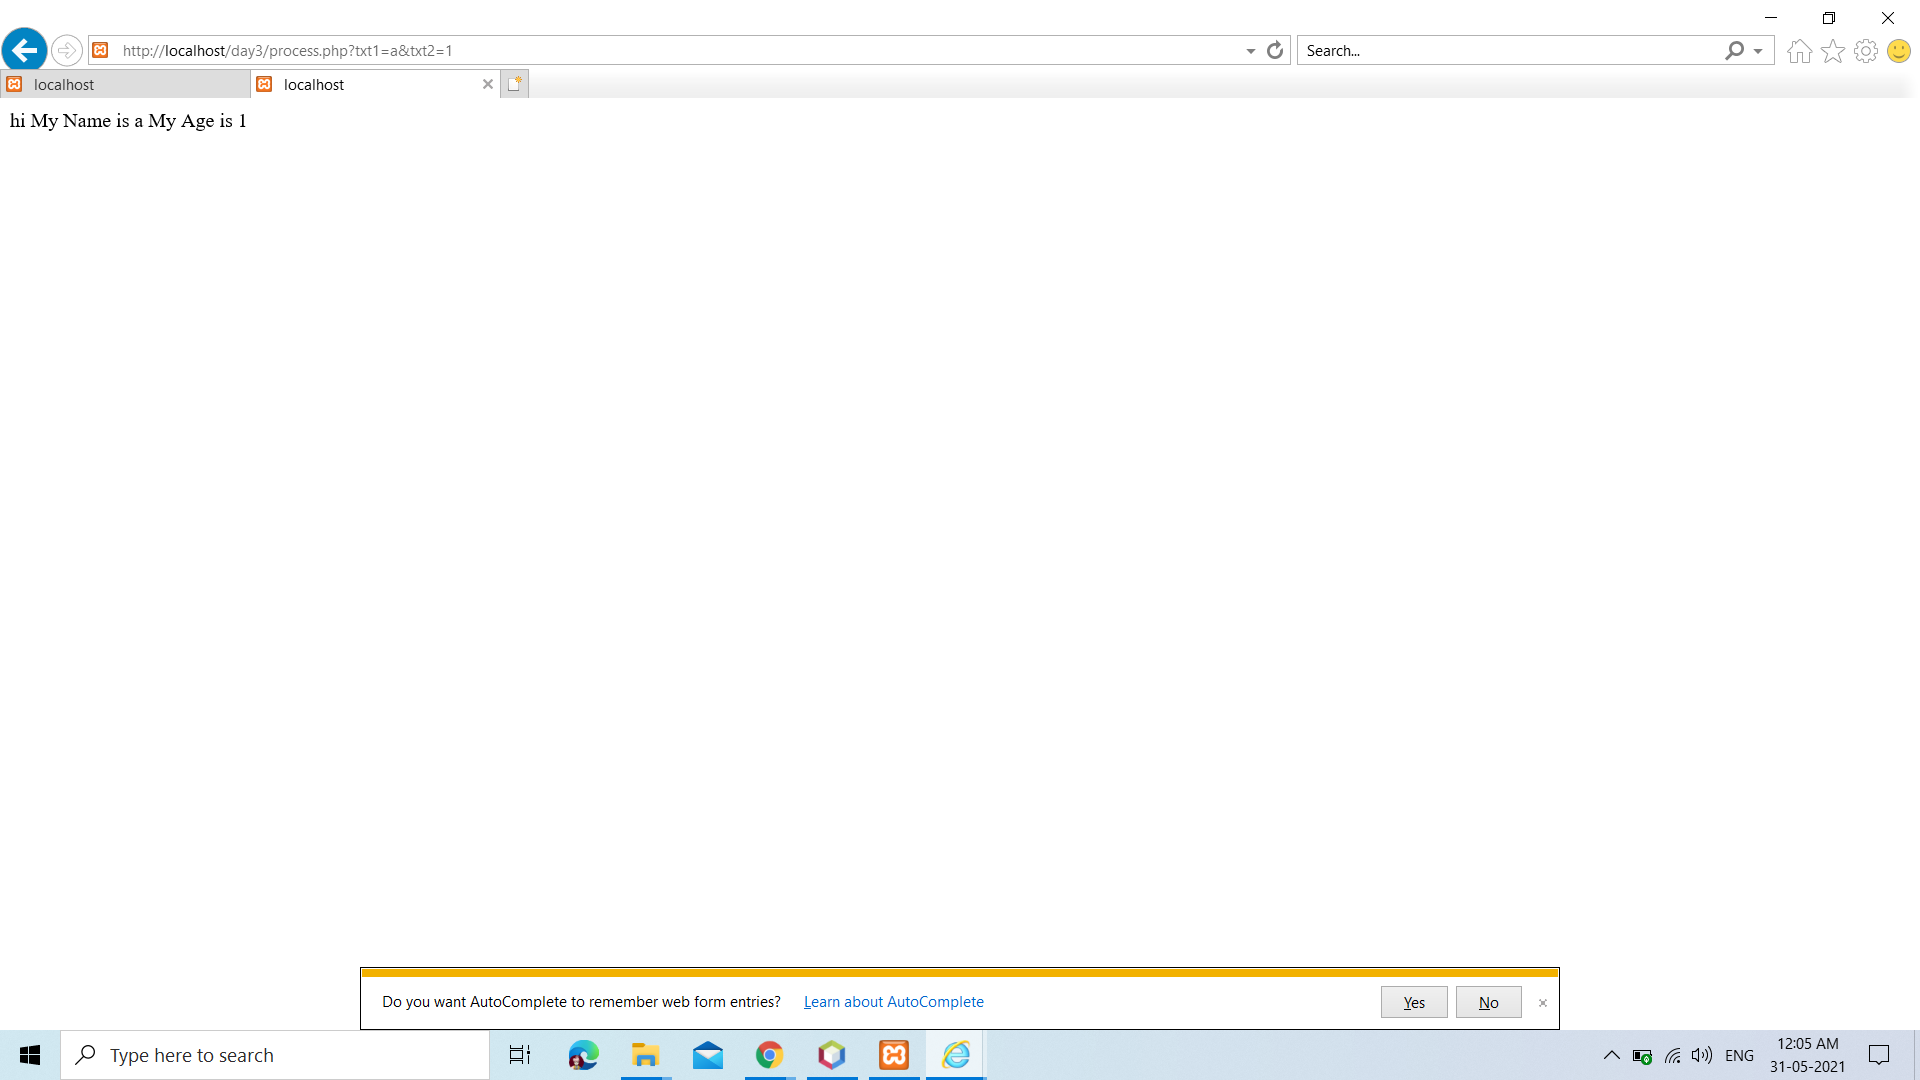 http://localhost/day3/process.php?txt1=a&txt2=1
Search...
localhost
localhost
hi My Name is a My Age is 1
Do you want AutoComplete to remember web form entries? Learn about AutoComplete Yes No
Type here to search
ENG
12:05 AM
31-05-2021